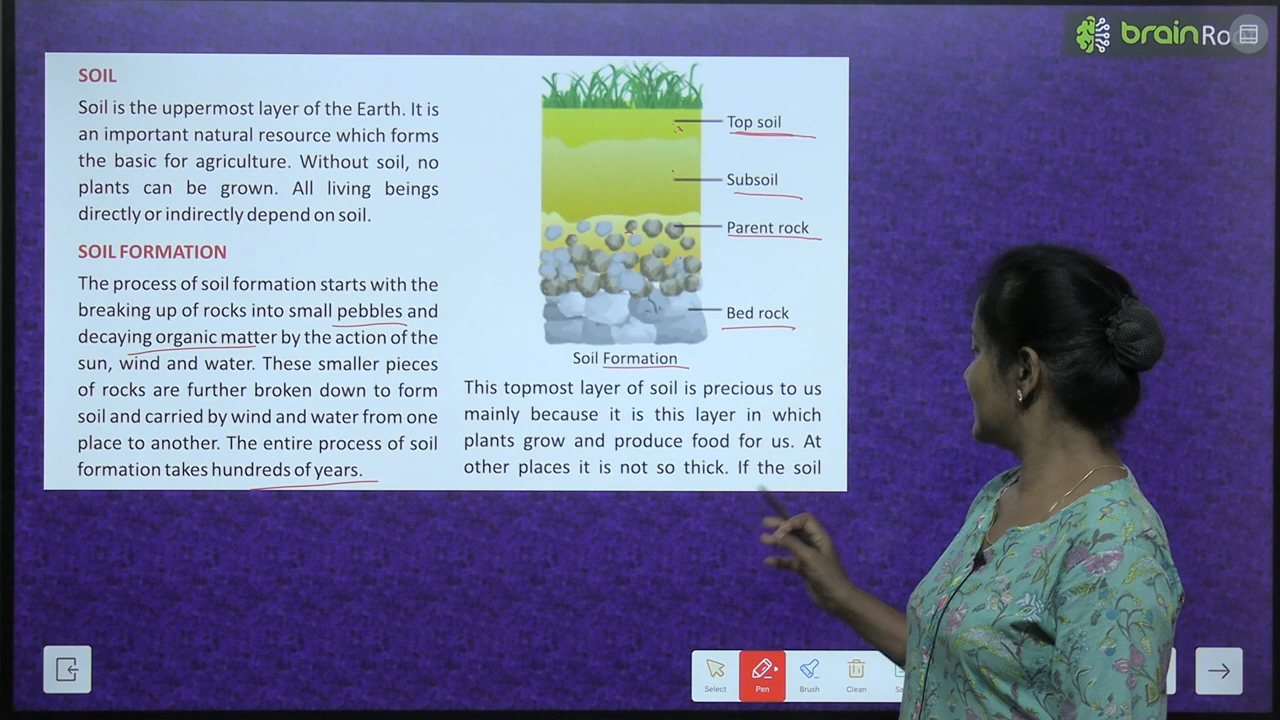 brainRo
SOIL
Soil is the uppermost layer of the Earth. It is
an important natural resource which forms
the basic for agriculture. Without soil, no
plants can be grown. All living beings
directly or indirectly depend on soil.
SOIL FORMATION
The process of soil formation starts with the
breaking up of rocks into small pebbles and
decaying organic matter by the action of the
sun, wind and water. These smaller pieces
of rocks are further broken down to form
soil and carried by wind and water from one
place to another. The entire process of soil
formation takes hundreds of years.
Top soil
Subsoil
Parent rock
Bed rock
Soil Formation
This topmost layer of soil is precious to us
mainly because it is this layer in which
plants grow and produce food for us. At
other places it is not so thick. If the soil
Select
Pen
Brush
Clean